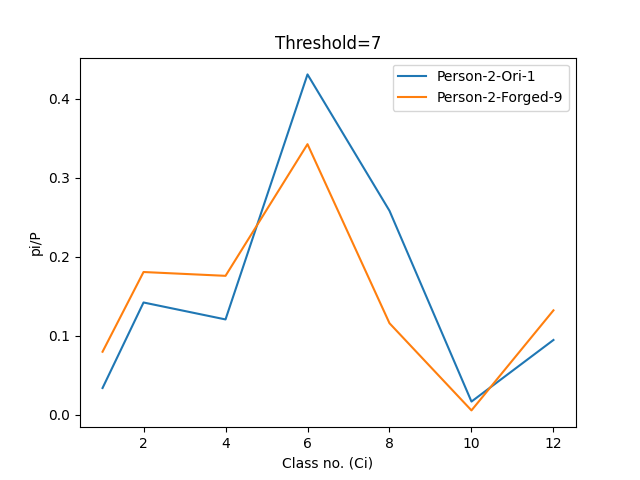 Threshold=7
Person-2-Ori-1
Person-2-Forged-9
pi/P
0.4
0.3
0.2
0.1
0.0
2 4 6 8 10 12
Class no. (Ci)